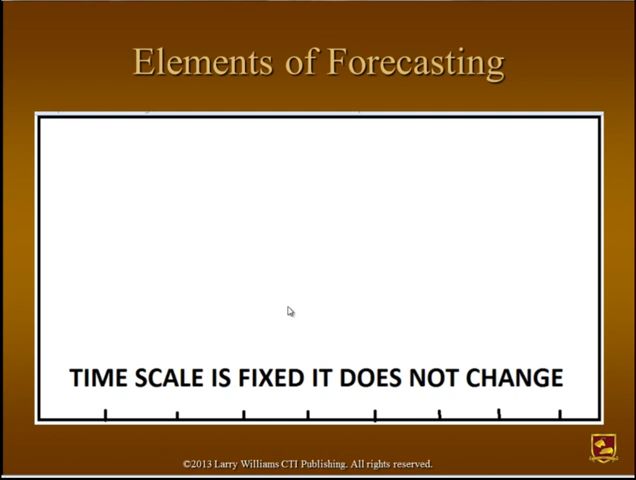 Elements of Forecasting
TIME SCALE IS FIXED IT DOES NOT CHANGE
©2013 Larry Williams CTI Publishing. All rights reserved.